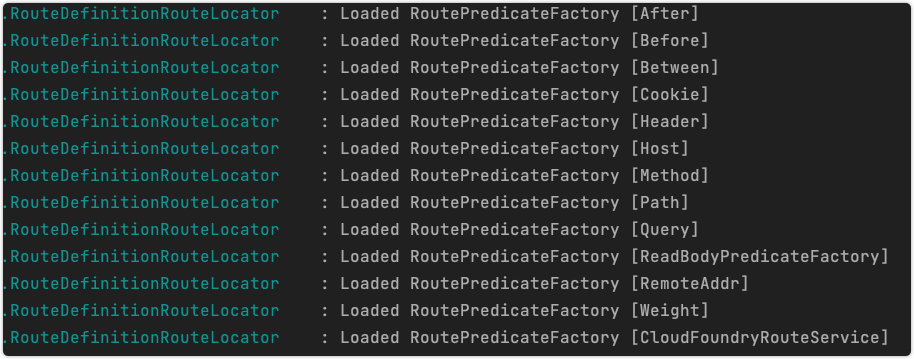 .RouteDefinitionRouteLocator : Loaded RoutePredicateFactory [After]
.RouteDefinitionRouteLocator : Loaded RoutePredicateFactory [Before]
.RouteDefinitionRouteLocator : Loaded RoutePredicateFactory [Between]
.RouteDefinitionRouteLocator : Loaded RoutePredicateFactory [Cookie]
.RouteDefinitionRouteLocator : Loaded RoutePredicateFactory [Header]
.RouteDefinitionRouteLocator : Loaded RoutePredicateFactory [Host]
.RouteDefinitionRouteLocator : Loaded RoutePredicateFactory [Method]
.RouteDefinitionRouteLocator : Loaded RoutePredicateFactory [Path]
.RouteDefinitionRouteLocator : Loaded RoutePredicateFactory [Query]
.RouteDefinitionRouteLocator : Loaded RoutePredicateFactory [ReadBodyPredicateFactory]
.RouteDefinitionRouteLocator : Loaded RoutePredicateFactory [RemoteAddr]
.RouteDefinitionRouteLocator : Loaded RoutePredicateFactory [Weight]
.RouteDefinitionRouteLocator : Loaded RoutePredicateFactory [CloudFoundryRouteService]